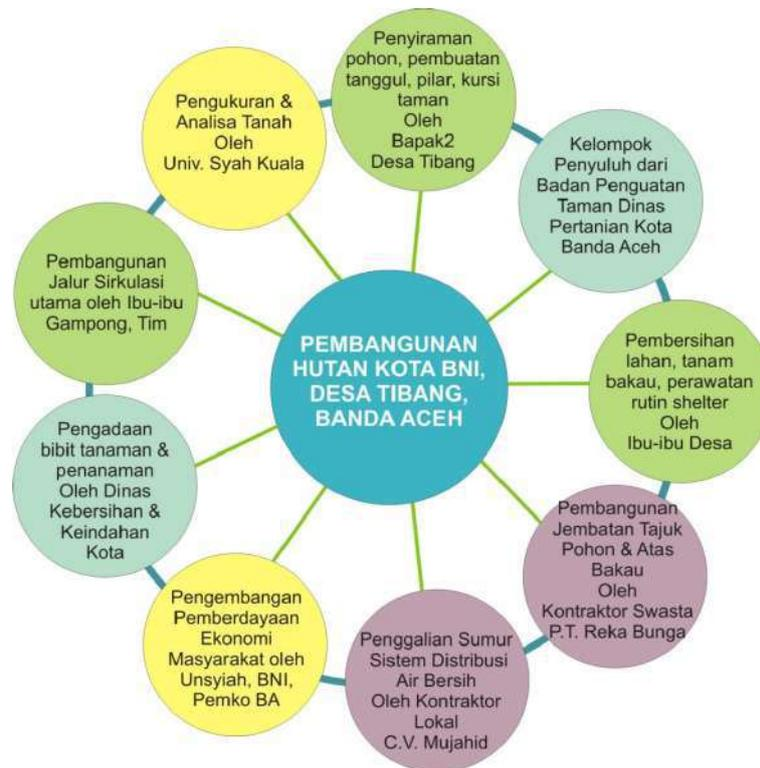 Penyiraman
pohon, pembuatan
tanggul, pilar, kursi
taman
Oleh
Bapak2
Desa Tibang
Kelompok
Penyuluh dari
Badan Penguatan
Taman Dinas
Pertanian Kota
Banda Aceh
Pembersihan
lahan, tanam
bakau, perawatan
rutin shelter
Oleh
Ibu-ibu Desa
Pembangunan
Jembatan Tajuk
Pohon & Atas
Bakau
Oleh
Kontraktor Swasta
P.T. Reka Bunga
Penggalian Sumur
Sistem Distribusi
Air Bersih
Oleh Kontraktor
Lokal
C.V. Mujahid
Pengembangan
Pemberdayaan
Ekonomi
Masyarakat oleh
Unsyiah, BNI,
Pemko BA
Pengadaan
bibit tanaman &
penanaman
Oleh Dinas
Kebersihan &
Keindahan
Kota
Pembangunan
Jalur Sirkulasi
utama oleh Ibu-ibu
Gampong, Tim
Pengukuran &
Analisa Tanah
Oleh
Univ. Syah Kuala
PEMBANGUNAN
HUTAN KOTA BNI,
DESA TIBANG,
BANDA ACEH